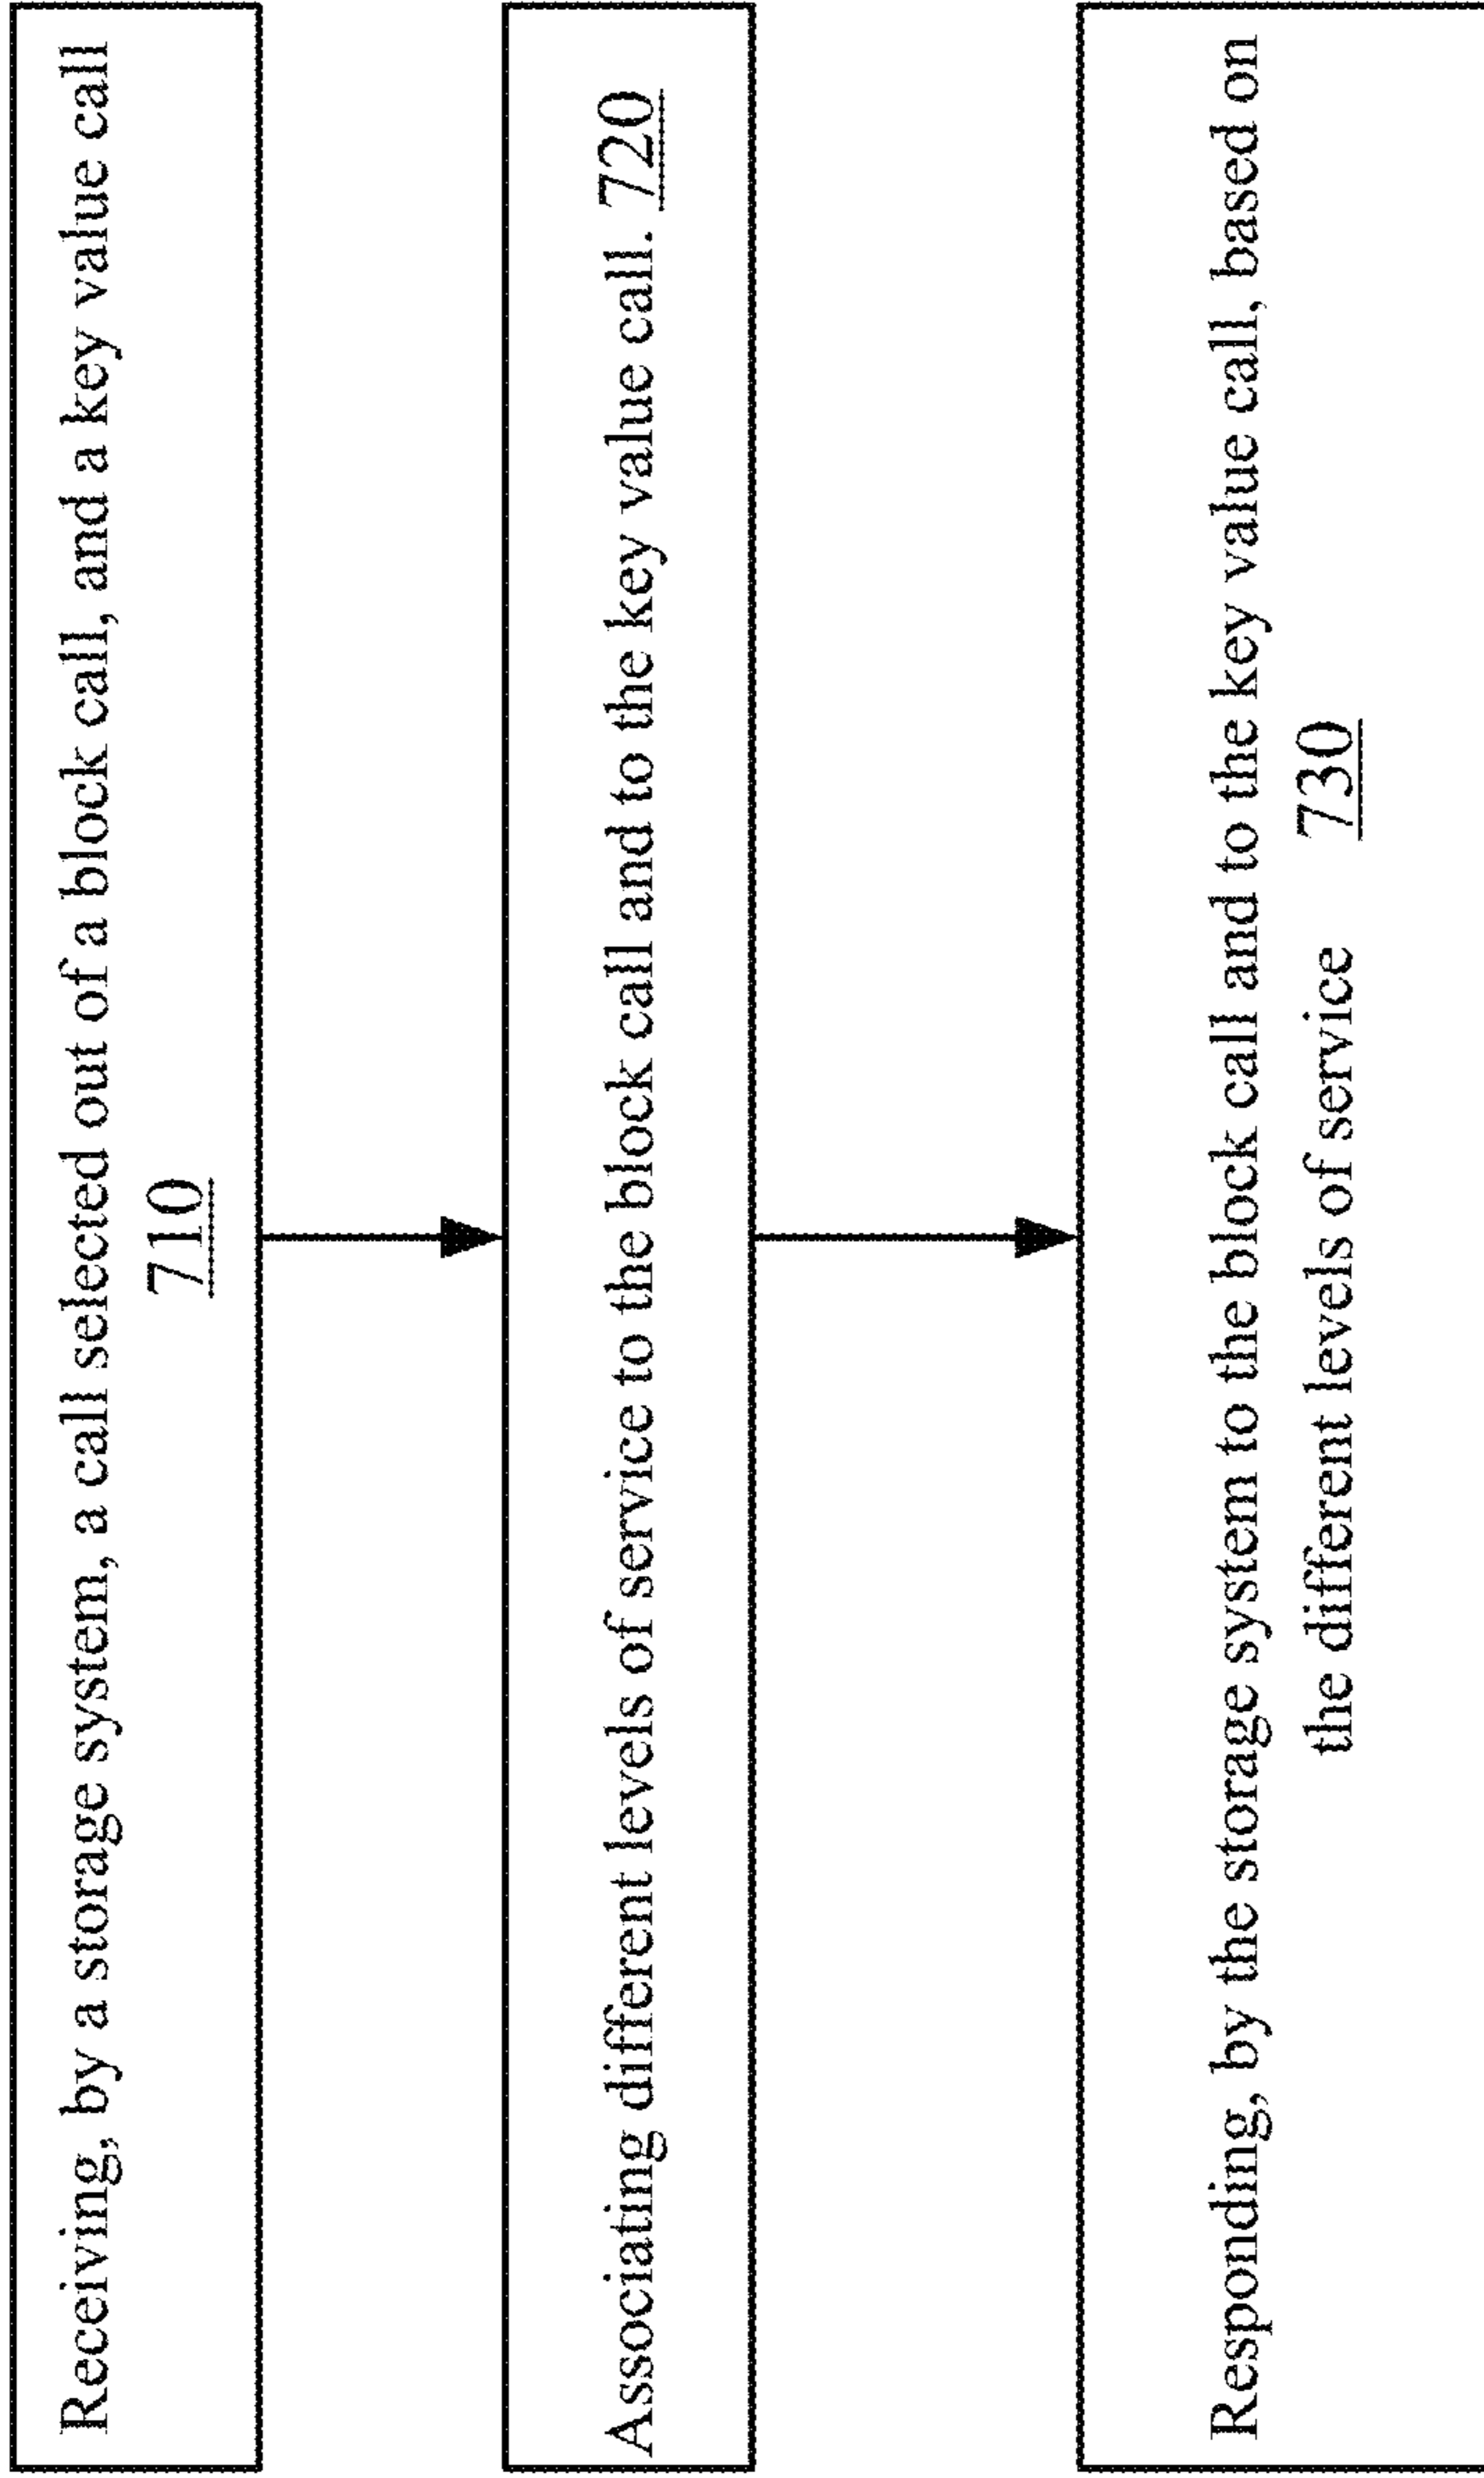 Receiving, by a storage system, a call selected out of a block call, and a key value call
710
Associating different levels of service to the block call and to the key value call. 720
Responding, by the storage system to the block call and to the key value call, based on
the different levels of service 730